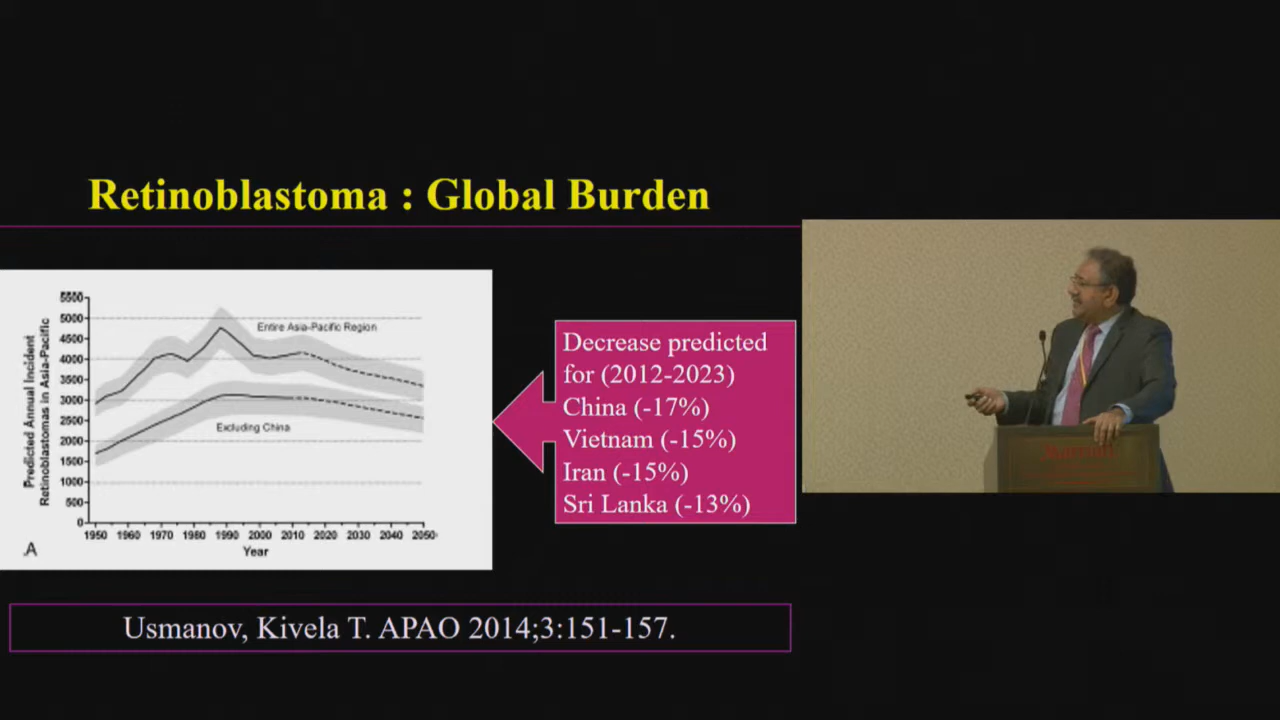 Retinoblastoma : Global Burden
Predicted Annual Incident
Retinoblastomas in Asia-Pacific
5500
5000
4500
4000
3500
3000
2500
2000
1500
1000
500
0
Entire Asia-Pacific Region
Excluding China
1950 1960 1970 1980 1990 2000 2010 2020 2030 2040 2050
Year
A
Decrease predicted
for (2012-2023)
China (-17%)
Vietnam (-15%)
Iran (-15%)
Sri Lanka (-13%)
Usmanov, Kivela T. APAO 2014;3:151-157.